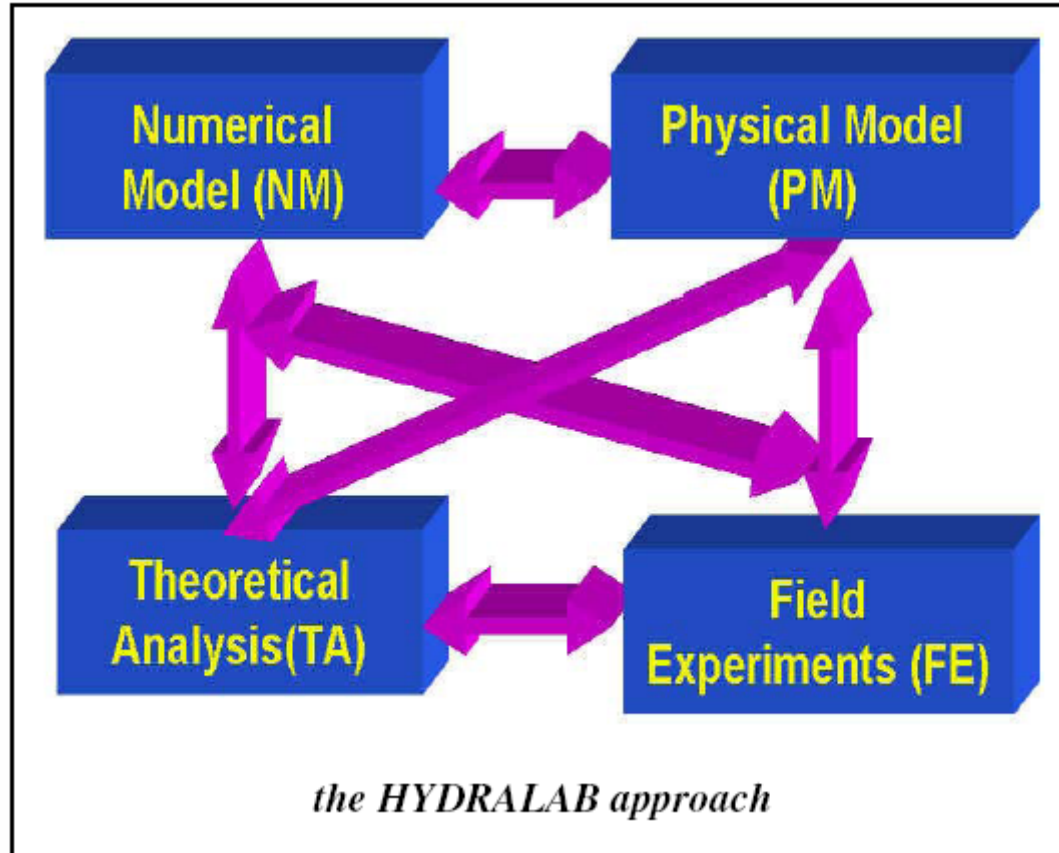 Numerical
Model (NM)
Physical Model
(PM)
Theoretical
Analysis(TA)
Field
Experiments (FE)
the HYDRALAB approach